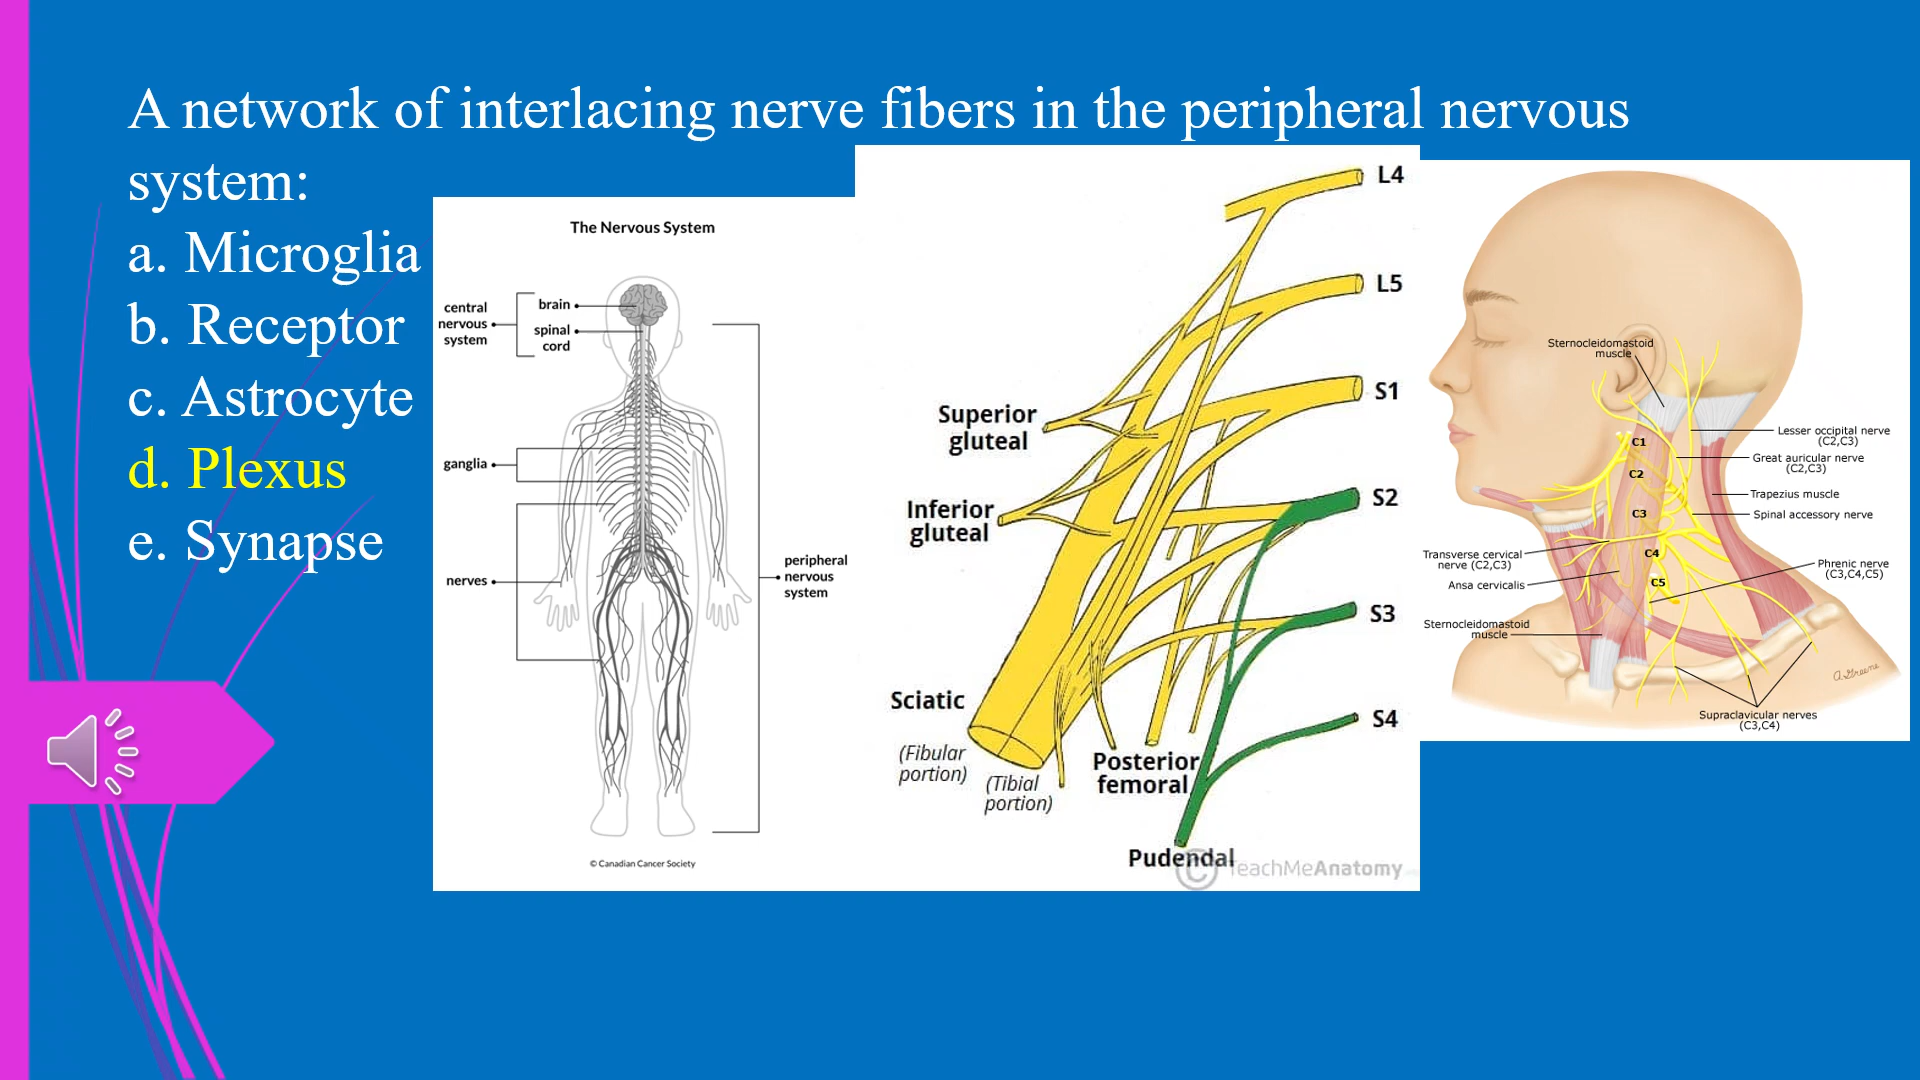 A network of interlacing nerve fibers in the peripheral nervous
system:
a. Microglia
b. Receptor
c. Astrocyte
d. Plexus
e. Synapse
The Nervous System
central
nervous
system
brain
spinal
cord
ganglia
nerves
peripheral
nervous
system
© Canadian Cancer Society
L4
L5
S1
S2
S3
S4
Superior
gluteal
Inferior
gluteal
Sciatic
(Fibular
portion)
(Tibial
portion)
Posterior
femoral
Pudendal
TeachMeAnatomy
Sternocleidomastoid
muscle
C1
C2
C3
C4
C5
Lesser occipital nerve
(C2,C3)
Great auricular nerve
(C2,C3)
Trapezius muscle
Spinal accessory nerve
Phrenic nerve
(C3,C4,C5)
Transverse cervical
nerve (C2,C3)
Ansa cervicalis
Sternocleidomastoid
muscle
Supraclavicular nerves
(C3,C4)
a Greene